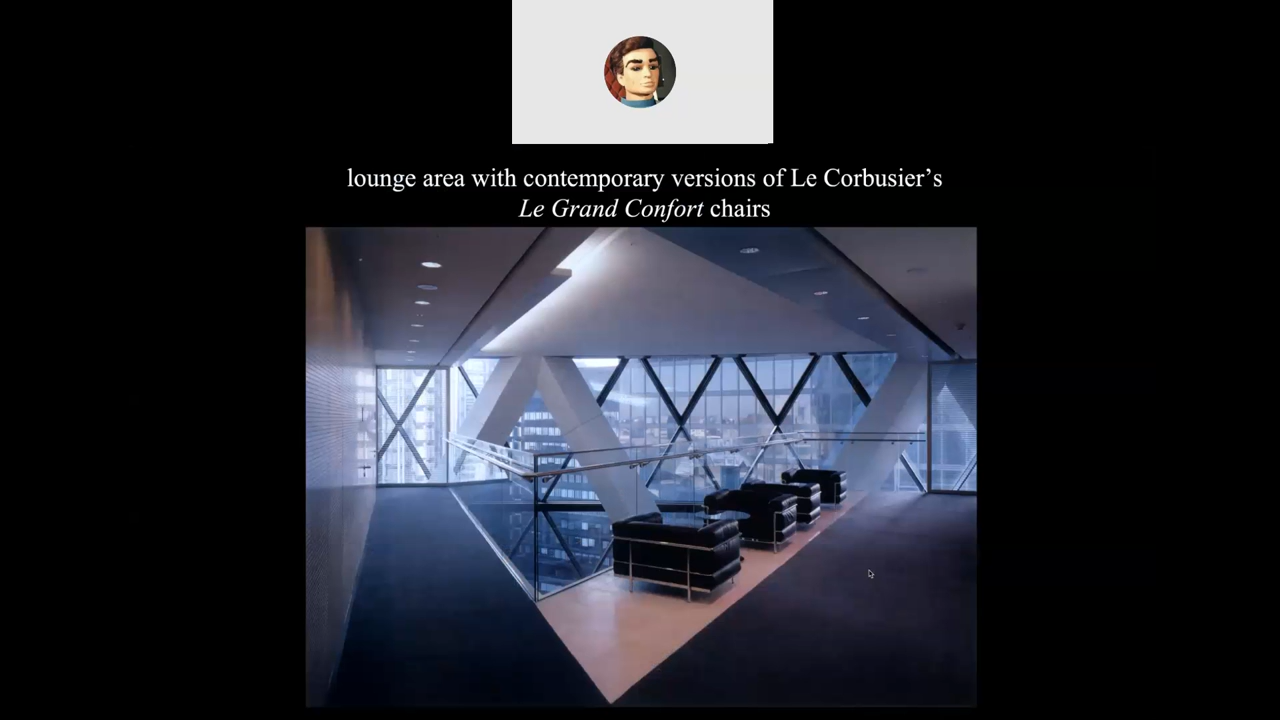 lounge area with contemporary versions of Le Corbusier’s
Le Grand Confort chairs